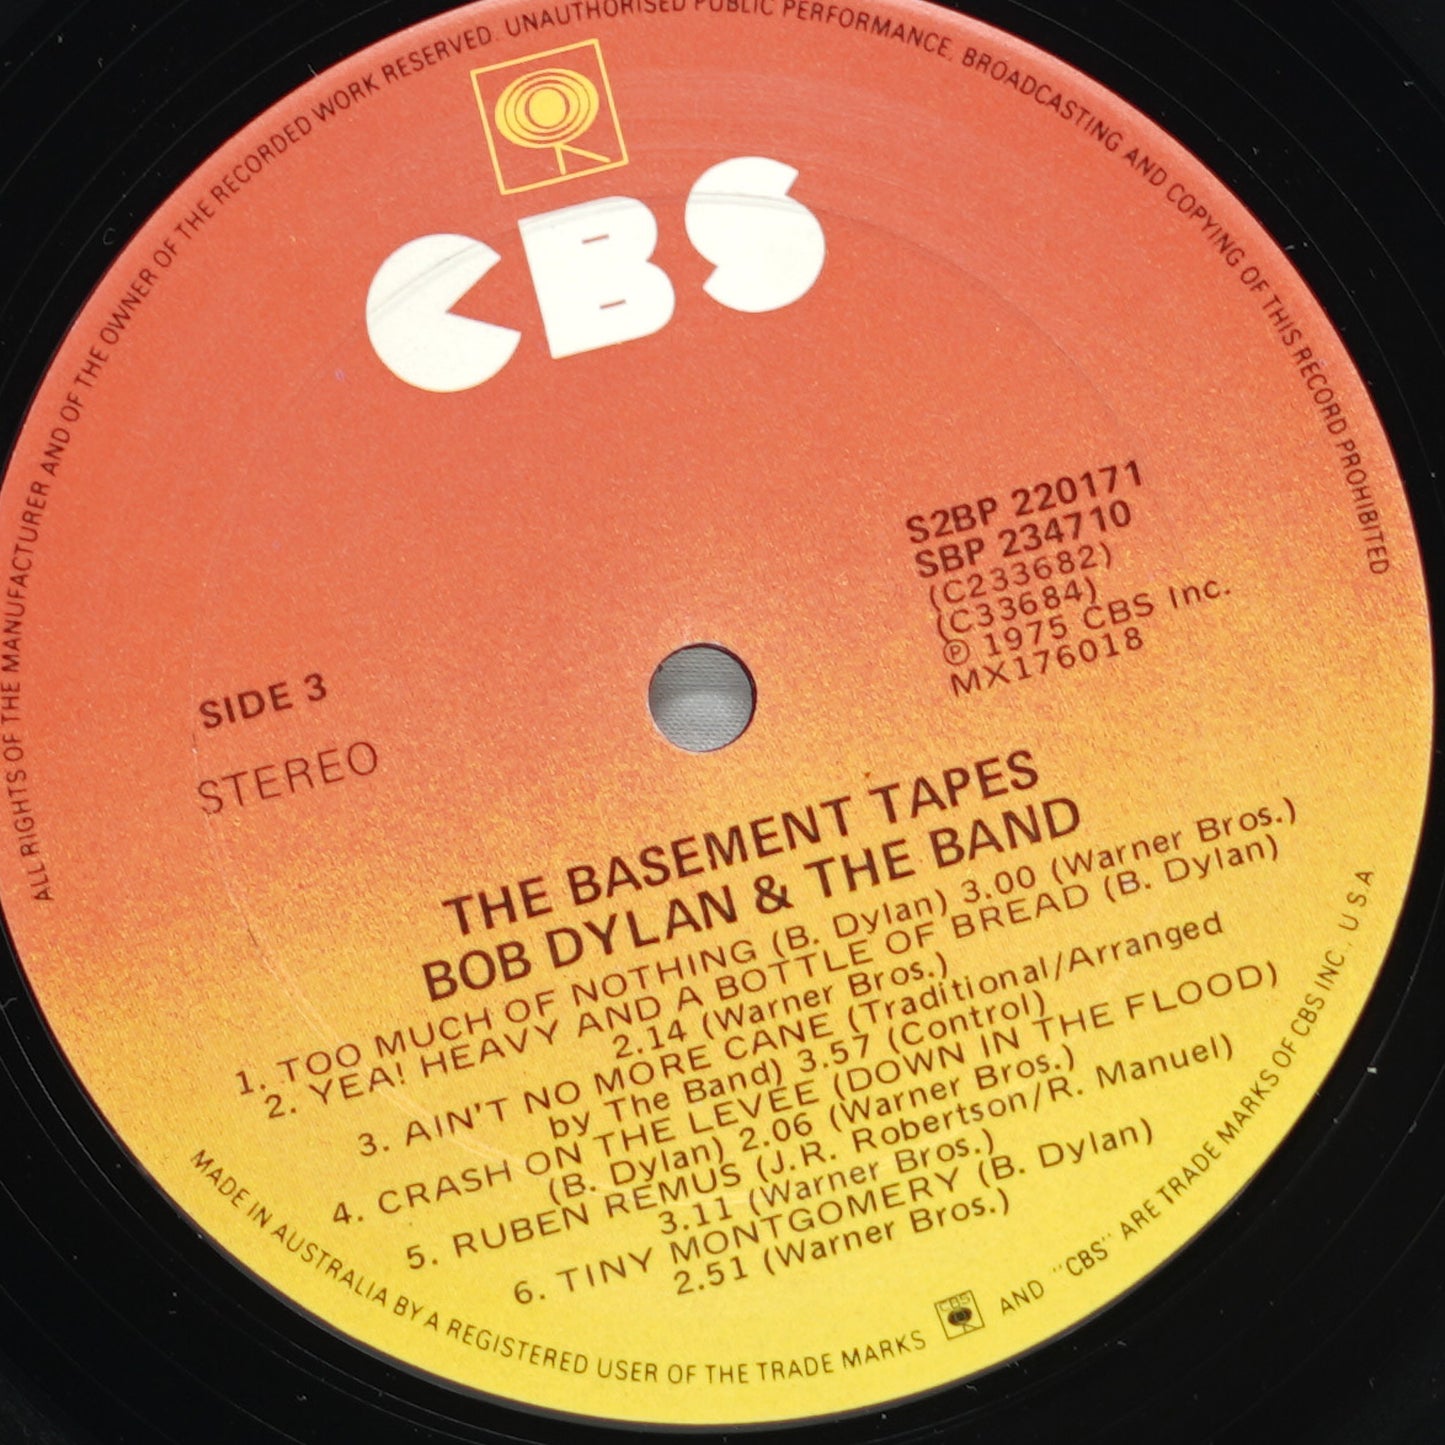 ALL RIGHTS OF THE MANUFACTURER AND OF THE OWNER OF THE RECORDED WORK RESERVED. UNAUTHORISED PUBLIC PERFORMANCE, BROADCASTING AND COPYING OF THIS RECORD PROHIBITED
CBS
S2BP 220171
SBP 234710
(C233682)
(C33684)
℗ 1975 CBS Inc.
MX176018
SIDE 3
STEREO
THE BASEMENT TAPES
BOB DYLAN & THE BAND
1. TOO MUCH OF NOTHING (B. Dylan) 3.00 (Warner Bros.)
2. YEA! HEAVY AND A BOTTLE OF BREAD (B. Dylan)
2.14 (Warner Bros.)
3. AIN'T NO MORE CANE (Traditional/Arranged
by The Band) 3.57 (Control)
4. CRASH ON THE LEVEE (DOWN IN THE FLOOD)
(B. Dylan) 2.06 (Warner Bros.)
5. RUBEN REMUS (J.R. Robertson/R. Manuel)
3.11 (Warner Bros.)
6. TINY MONTGOMERY (B. Dylan)
2.51 (Warner Bros.)
MADE IN AUSTRALIA BY A REGISTERED USER OF THE TRADE MARKS CBS AND "CBS" ARE TRADE MARKS OF CBS INC., U.S.A